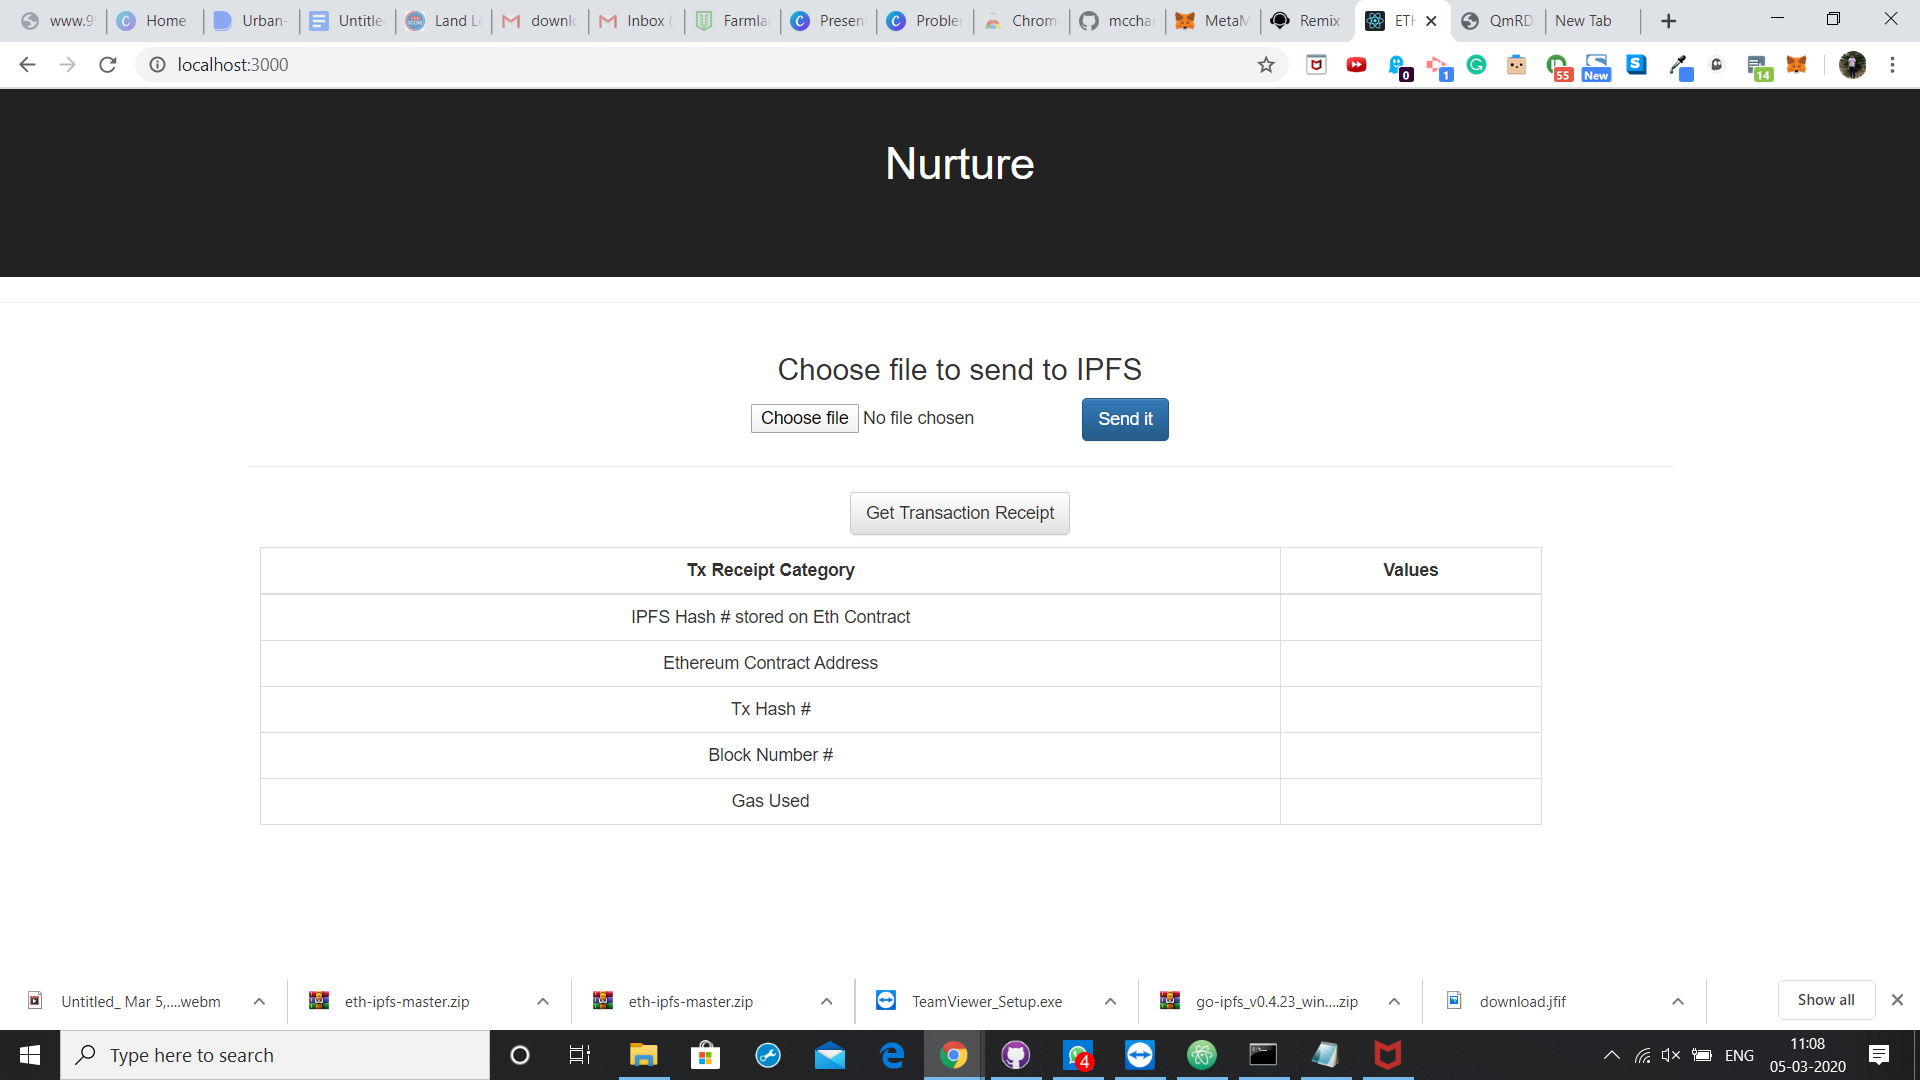 www.9 Home Urban- Untitle Land L downlo Inbox ( Farmla Presen Probler Chrom mccha MetaM Remix ETH QmRD New Tab
localhost:3000
0 1 55 New 14
Nurture
Choose file to send to IPFS
Choose file No file chosen Send it
Get Transaction Receipt
Tx Receipt Category Values
IPFS Hash # stored on Eth Contract
Ethereum Contract Address
Tx Hash #
Block Number #
Gas Used
Untitled_ Mar 5,....webm eth-ipfs-master.zip eth-ipfs-master.zip TeamViewer_Setup.exe go-ipfs_v0.4.23_win....zip download.jfif Show all
Type here to search 4 ENG 11:08
05-03-2020